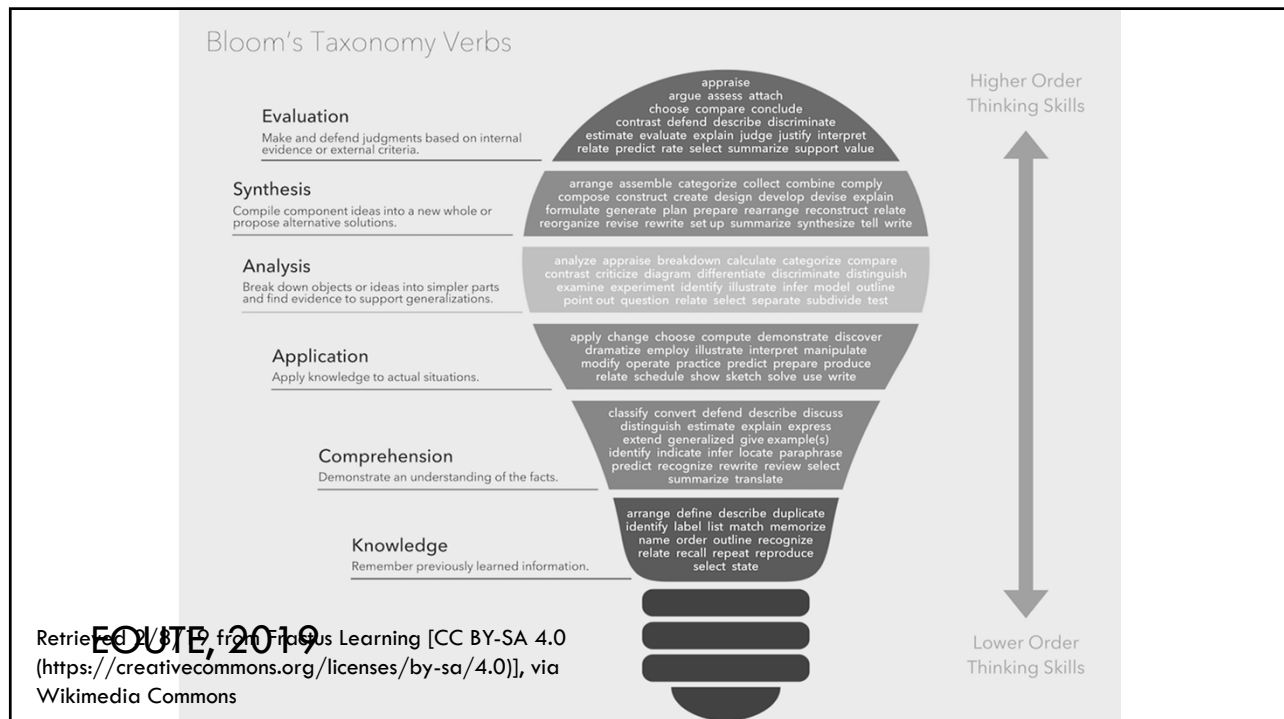 Bloom's Taxonomy Verbs
Higher Order
Thinking Skills
Evaluation
Make and defend judgments based on internal
evidence or external criteria.
appraise
argue assess attach
choose compare conclude
contrast defend describe discriminate
estimate evaluate explain judge justify interpret
relate predict rate select summarize support value
Synthesis
Compile component ideas into a new whole or
propose alternative solutions.
arrange assemble categorize collect combine comply
compose construct create design develop devise explain
formulate generate plan prepare rearrange reconstruct relate
reorganize revise rewrite set up summarize synthesize tell write
Analysis
Break down objects or ideas into simpler parts
and find evidence to support generalizations.
analyze appraise breakdown calculate categorize compare
contrast criticize diagram differentiate discriminate distinguish
examine experiment identify illustrate infer model outline
point out question relate select separate subdivide test
Application
Apply knowledge to actual situations.
apply change choose compute demonstrate discover
dramatize employ illustrate interpret manipulate
modify operate practice predict prepare produce
relate schedule show sketch solve use write
Comprehension
Demonstrate an understanding of the facts.
classify convert defend describe discuss
distinguish estimate explain express
extend generalized give example(s)
identify indicate infer locate paraphrase
predict recognize rewrite review select
summarize translate
Knowledge
Remember previously learned information.
arrange define describe duplicate
identify label list match memorize
name order outline recognize
relate recall repeat reproduce
select state
Lower Order
Thinking Skills
EOUTE, 2019
Retrieved 2/8/19 from Fractus Learning [CC BY-SA 4.0
(https://creativecommons.org/licenses/by-sa/4.0)], via
Wikimedia Commons